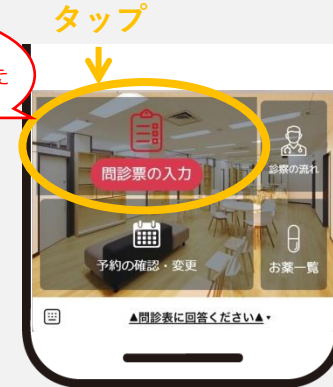 タップ
た
問診票の入力
診察の流れ
予約の確認・変更
お薬一覧
▲問診表に回答ください▲